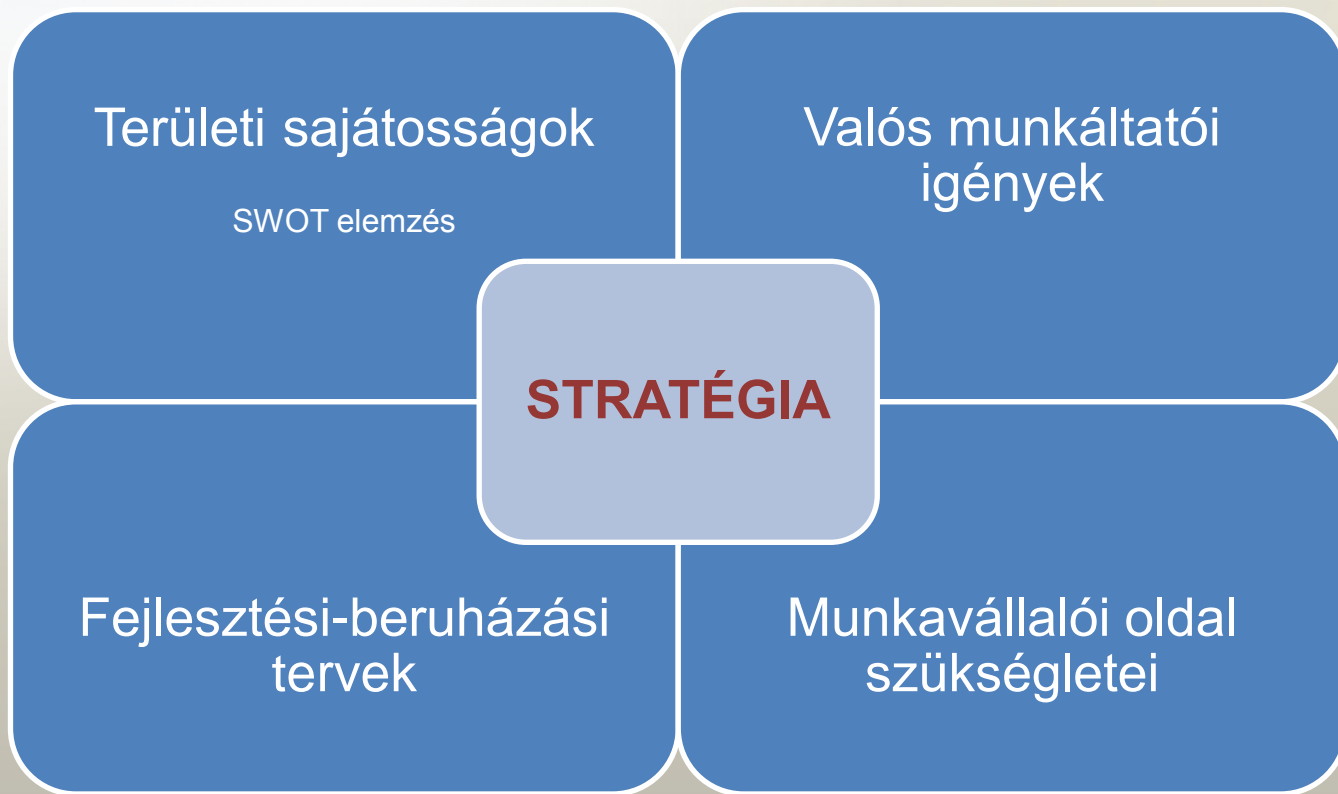 Területi sajátosságok
SWOT elemzés
Valós munkáltatói
igények
STRATÉGIA
Fejlesztési-beruházási
tervek
Munkavállalói oldal
szükségletei